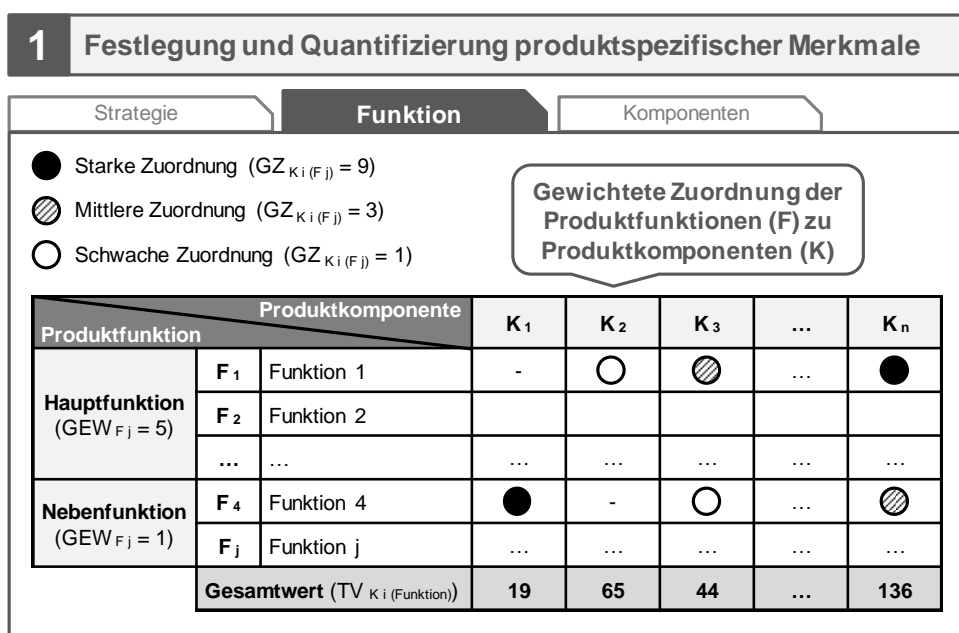 1 Festlegung und Quantifizierung produktspezifischer Merkmale
Strategie Funktion Komponenten
Starke Zuordnung (GZ K i (F j) = 9)
Mittlere Zuordnung (GZ K i (F j) = 3)
Schwache Zuordnung (GZ K i (F j) = 1)
Gewichtete Zuordnung der
Produktfunktionen (F) zu
Produktkomponenten (K)
Produktkomponente
Produktfunktion
K 1 K 2 K 3 … K n
Hauptfunktion
(GEW F j = 5)
F 1 Funktion 1 - …
F 2 Funktion 2
… … … … … … …
Nebenfunktion
(GEW F j = 1)
F 4 Funktion 4 - …
F j Funktion j … … … … …
Gesamtwert (TV K i (Funktion)) 19 65 44 … 136